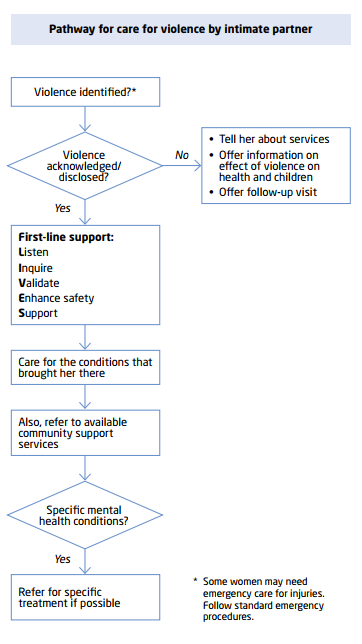 Pathway for care for violence by intimate partner
Violence identified?*
Violence
acknowledged/
disclosed?
No
• Tell her about services
• Offer information on
effect of violence on
health and children
• Offer follow-up visit
Yes
First-line support:
Listen
Inquire
Validate
Enhance safety
Support
Care for the conditions that
brought her there
Also, refer to available
community support
services
Specific mental
health conditions?
Yes
Refer for specific
treatment if possible
* Some women may need
emergency care for injuries.
Follow standard emergency
procedures.